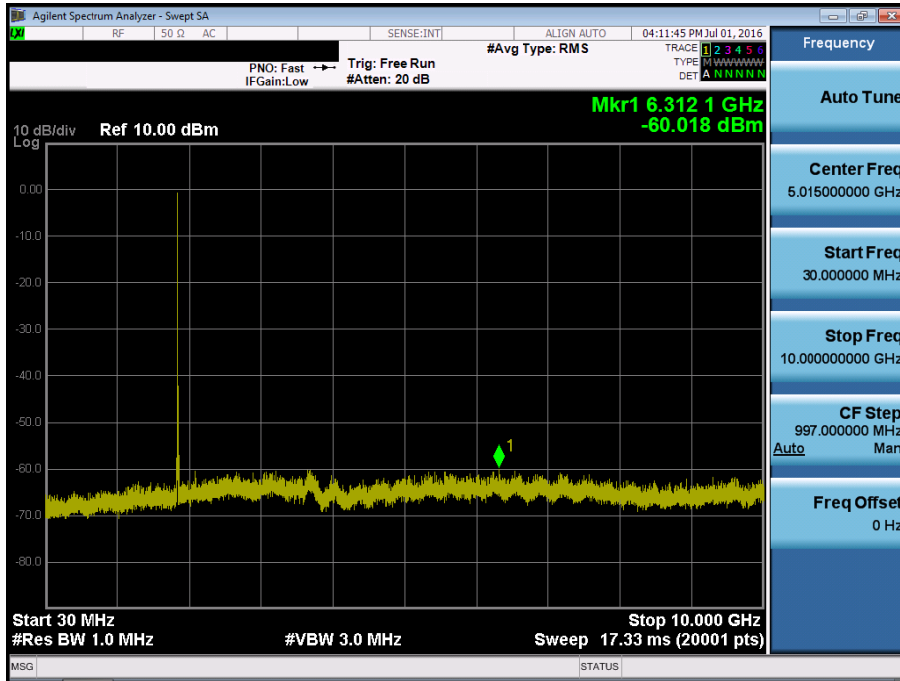 Agilent Spectrum Analyzer - Swept SA
LXI RF 50 Ω AC SENSE:INT ALIGN AUTO 04:11:45 PM Jul 01, 2016
#Avg Type: RMS TRACE 1 2 3 4 5 6
PNO: Fast Trig: Free Run TYPE M WWWWW
IFGain:Low #Atten: 20 dB DET A N N N N N
Mkr1 6.312 1 GHz
-60.018 dBm
10 dB/div Ref 10.00 dBm
Log
0.00
-10.0
-20.0
-30.0
-40.0
-50.0
1
-60.0
-70.0
-80.0
Start 30 MHz Stop 10.000 GHz
#Res BW 1.0 MHz #VBW 3.0 MHz Sweep 17.33 ms (20001 pts)
MSG STATUS
Frequency
Auto Tune
Center Freq
5.015000000 GHz
Start Freq
30.000000 MHz
Stop Freq
10.000000000 GHz
CF Step
997.000000 MHz
Auto Man
Freq Offset
0 Hz